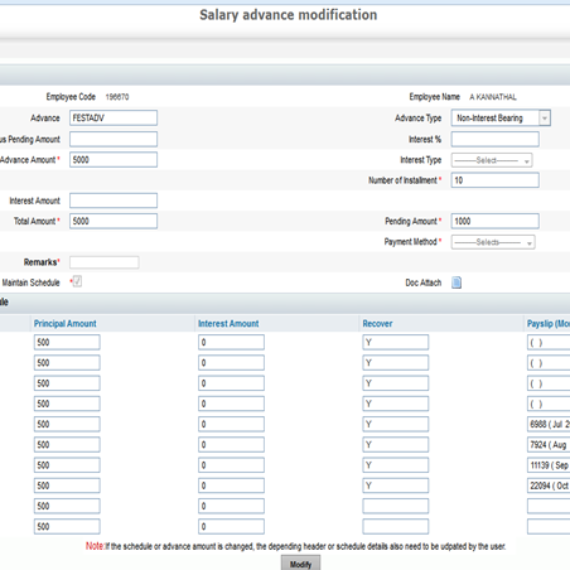 Salary advance modification
Employee Code 196670 Employee Name A.KANNATHAL
Advance FESTADV Advance Type Non-Interest Bearing
us Pending Amount Interest %
Advance Amount * 5000 Interest Type --------Select--------
Number of Installment * 10
Interest Amount
Total Amount * 5000 Pending Amount * 1000
Payment Method * --------Selects--------
Remarks*
Maintain Schedule * Doc Attach
le
Principal Amount Interest Amount Recover Payslip (Mo
500 0 Y ( )
500 0 Y ( )
500 0 Y ( )
500 0 Y ( )
500 0 Y 6988 ( Jul 2
500 0 Y 7924 ( Aug
500 0 Y 11139 ( Sep
500 0 Y 22094 ( Oct
500 0
500 0
Note:If the schedule or advance amount is changed, the depending header or schedule details also need to be udpated by the user.
Modify